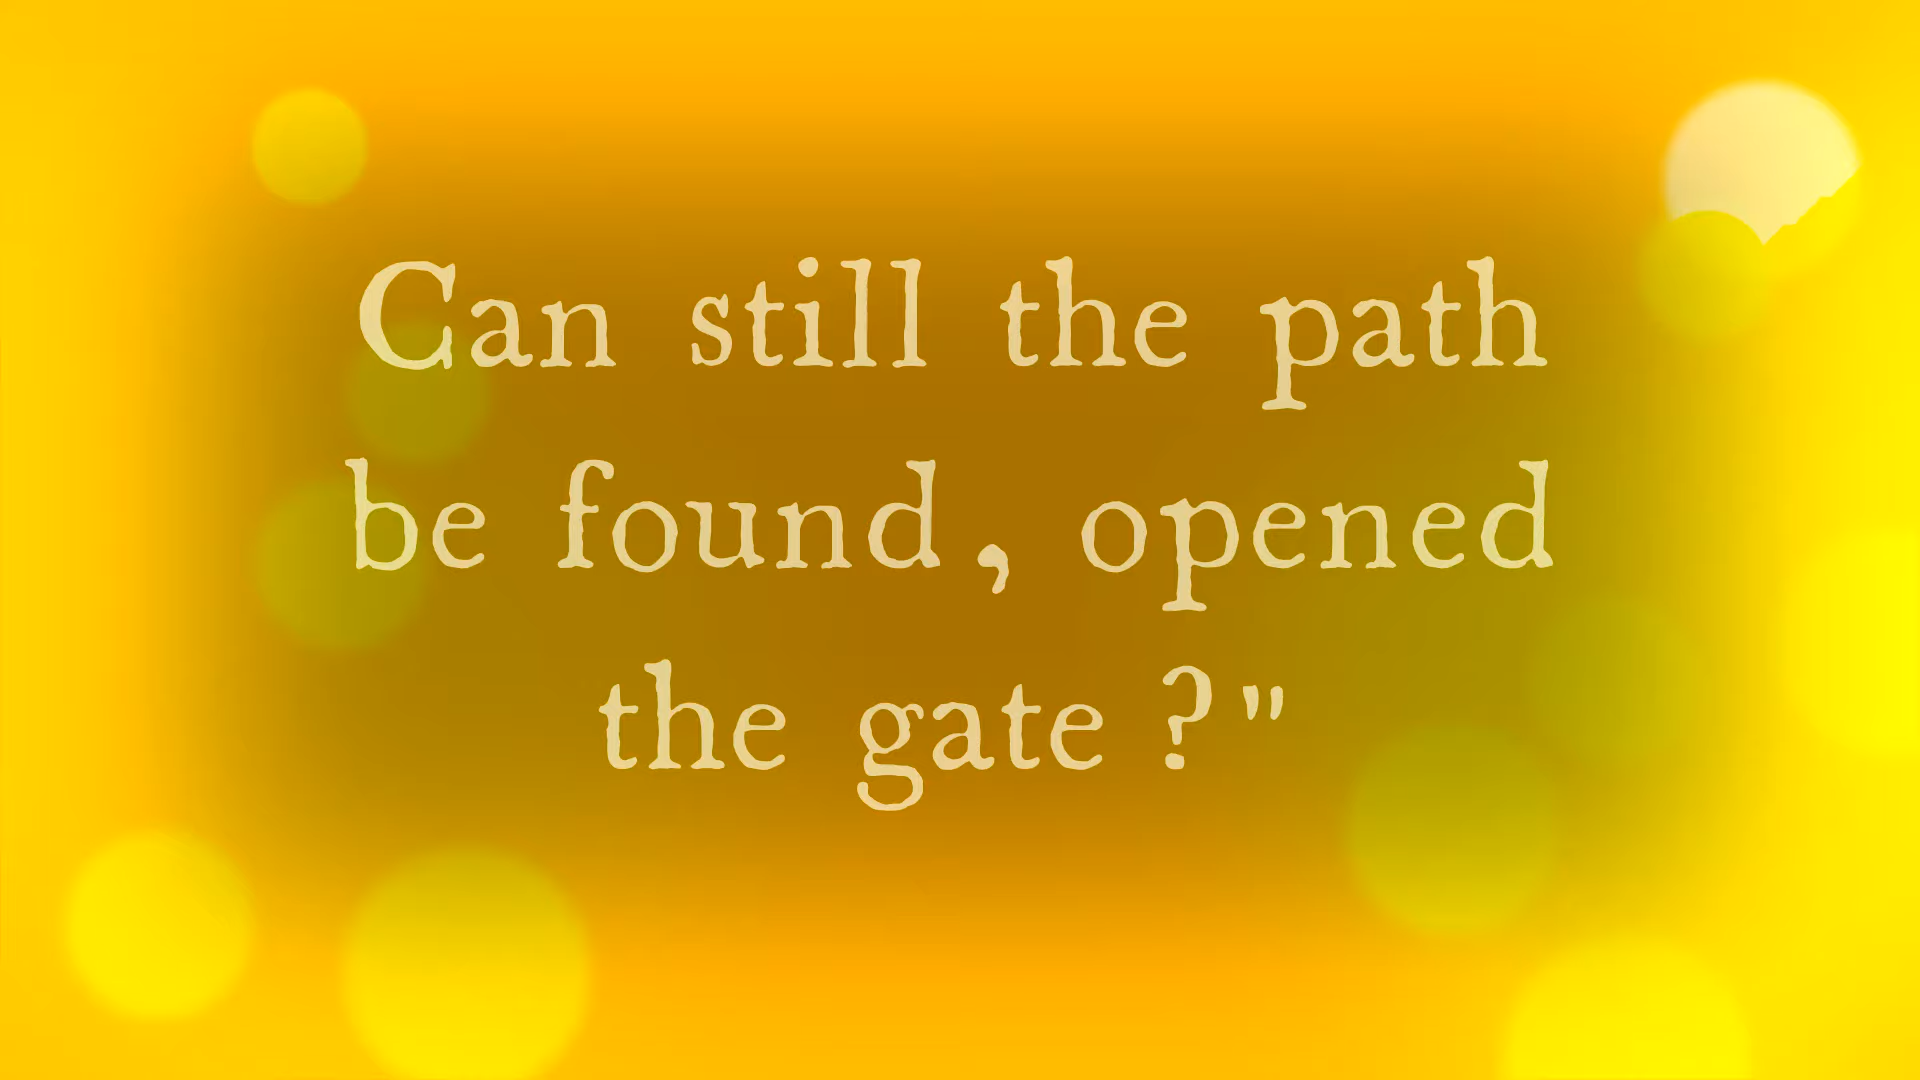 Can still the path
be found, opened
the gate?"